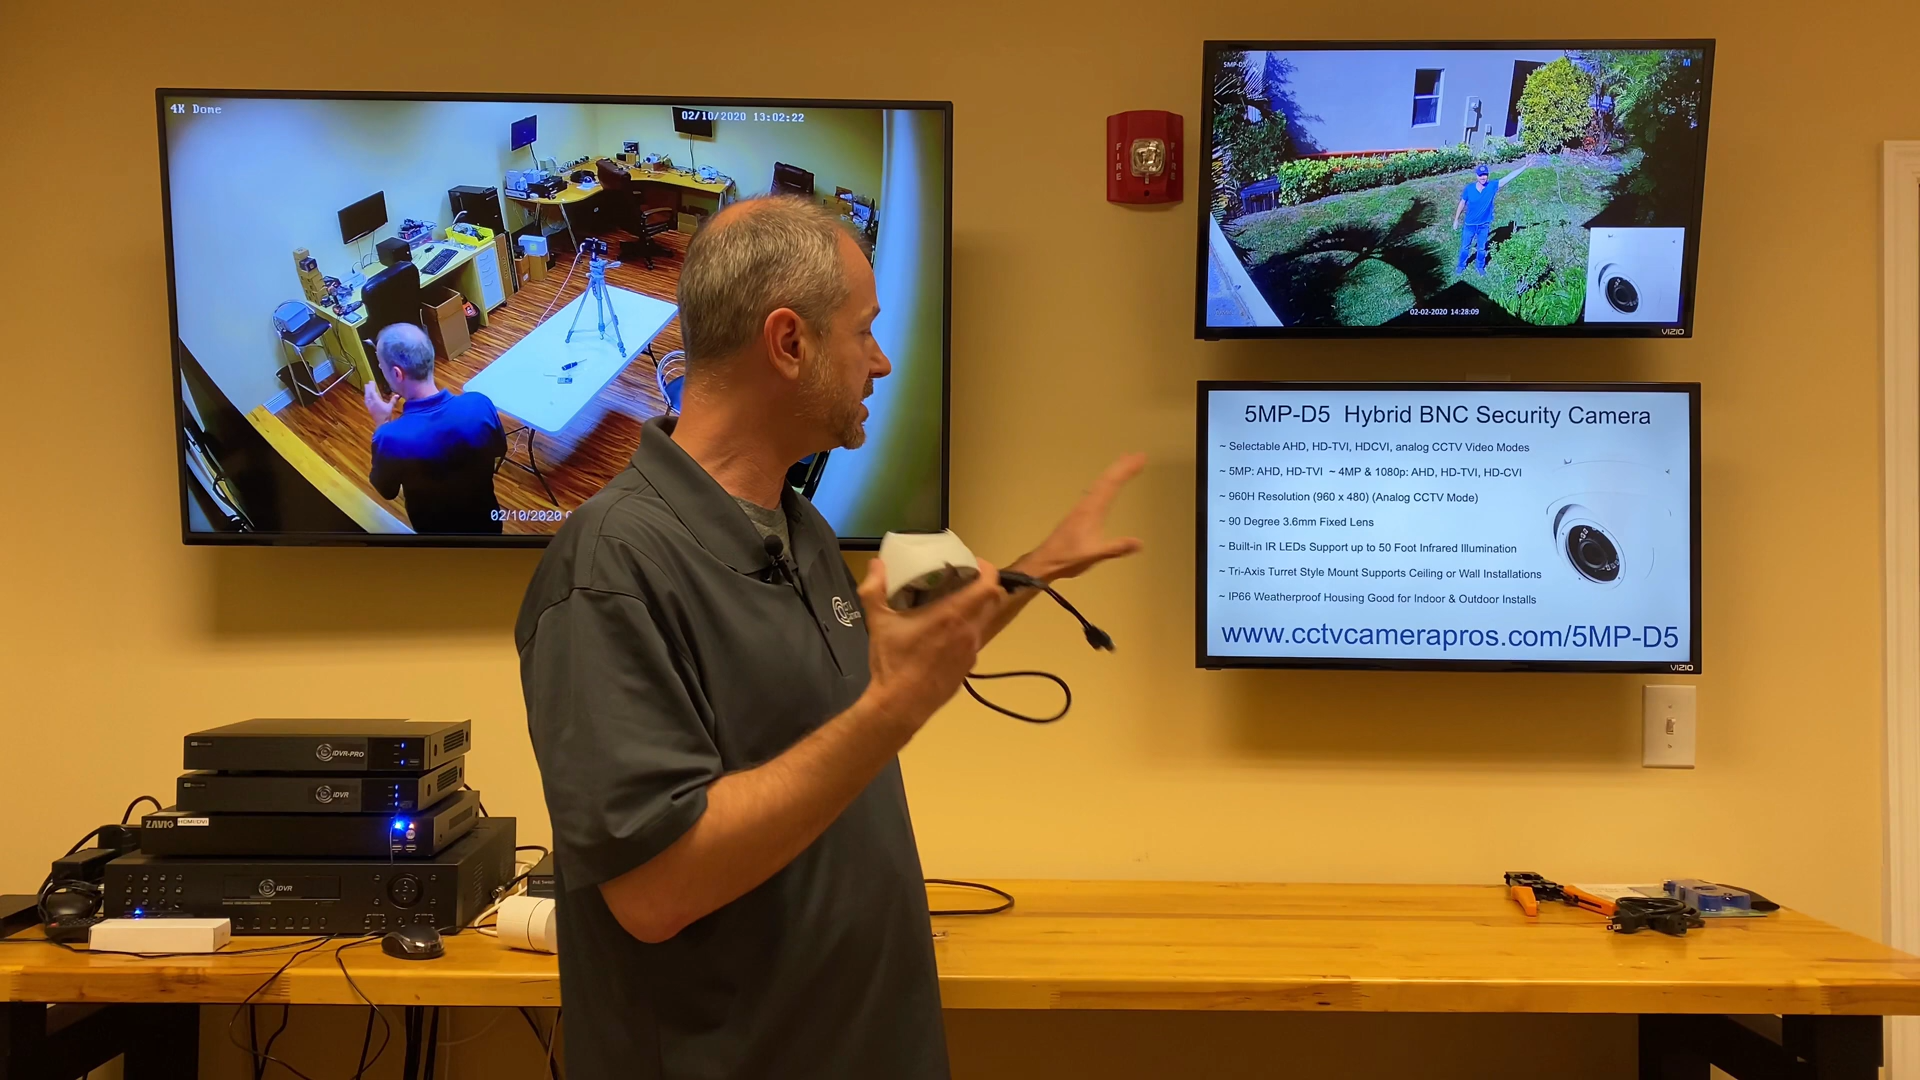 4K Dome
02/10/2020 13:02:22
02/10/2020
5MP-D5
M
02-02-2020 14:28:09
VIZIO
FIRE
FIRE
5MP-D5 Hybrid BNC Security Camera
~ Selectable AHD, HD-TVI, HDCVI, analog CCTV Video Modes
~ 5MP: AHD, HD-TVI ~ 4MP & 1080p: AHD, HD-TVI, HD-CVI
~ 960H Resolution (960 x 480) (Analog CCTV Mode)
~ 90 Degree 3.6mm Fixed Lens
~ Built-in IR LEDs Support up to 50 Foot Infrared Illumination
~ Tri-Axis Turret Style Mount Supports Ceiling or Wall Installations
~ IP66 Weatherproof Housing Good for Indoor & Outdoor Installs
www.cctvcamerapros.com/5MP-D5
VIZIO
iDVR-PRO
iDVR
ZAVIO HDMI/DVI
iDVR